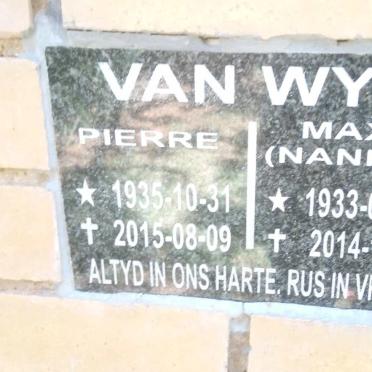 VAN WY
PIERRE MAX
(NAN
★ 1935-10-31 ★ 1933-
✝ 2015-08-09 ✝ 2014-
ALTYD IN ONS HARTE. RUS IN V